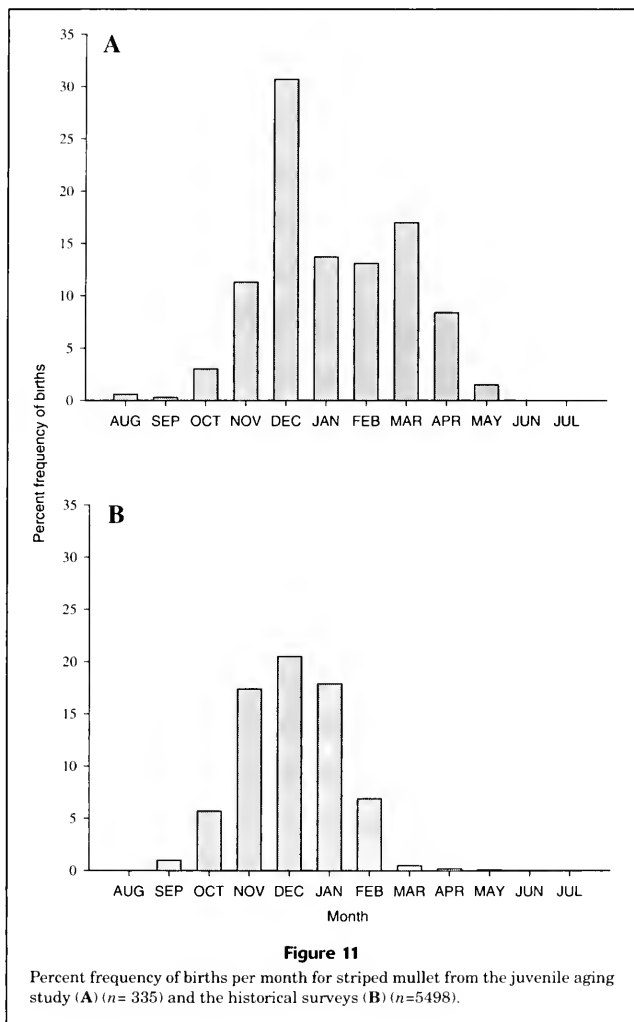 A
35
30
25
20
15
10
5
0
AUG SEP OCT NOV DEC JAN FEB MAR APR MAY JUN JUL
Percent frequency of births
B
35
30
25
20
15
10
5
0
AUG SEP OCT NOV DEC JAN FEB MAR APR MAY JUN JUL
Month
Figure 11
Percent frequency of births per month for striped mullet from the juvenile aging
study (A) (n= 335) and the historical surveys (B) (n=5498).